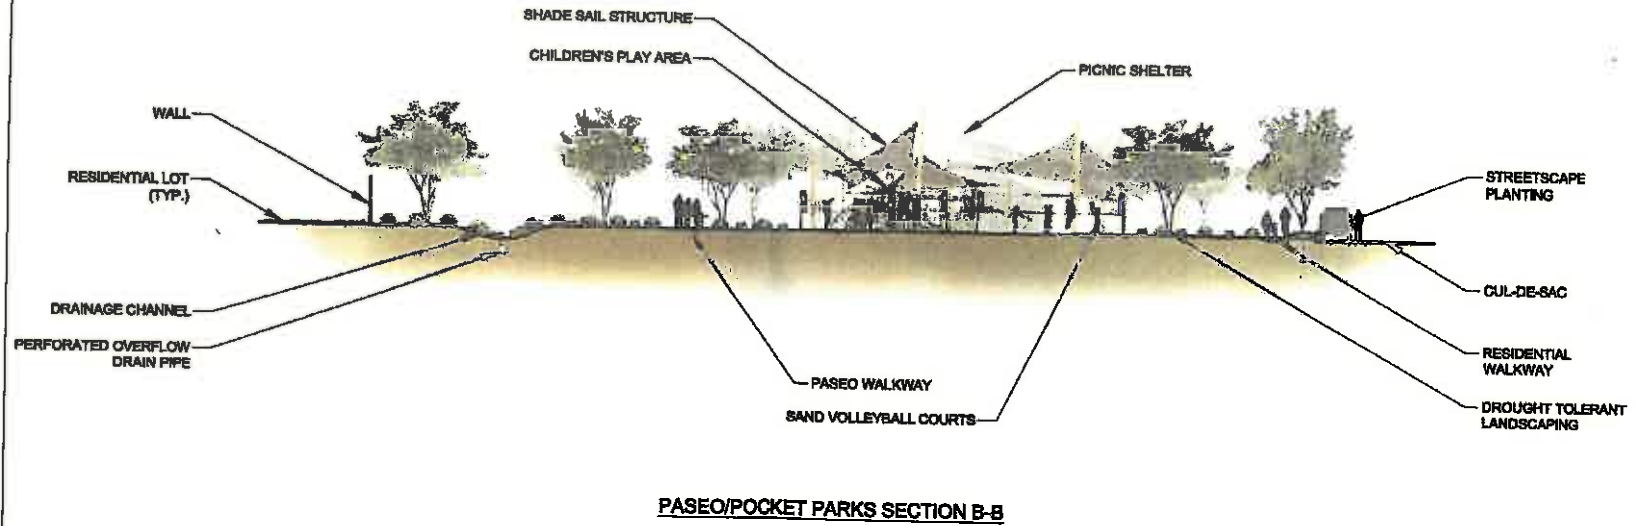 SHADE SAIL STRUCTURE
CHILDREN'S PLAY AREA
PICNIC SHELTER
WALL
RESIDENTIAL LOT
(TYP.)
STREETSCAPE
PLANTING
DRAINAGE CHANNEL
CUL-DE-SAC
PERFORATED OVERFLOW
DRAIN PIPE
RESIDENTIAL
WALKWAY
PASEO WALKWAY
SAND VOLLEYBALL COURTS
DROUGHT TOLERANT
LANDSCAPING
PASEO/POCKET PARKS SECTION B-B